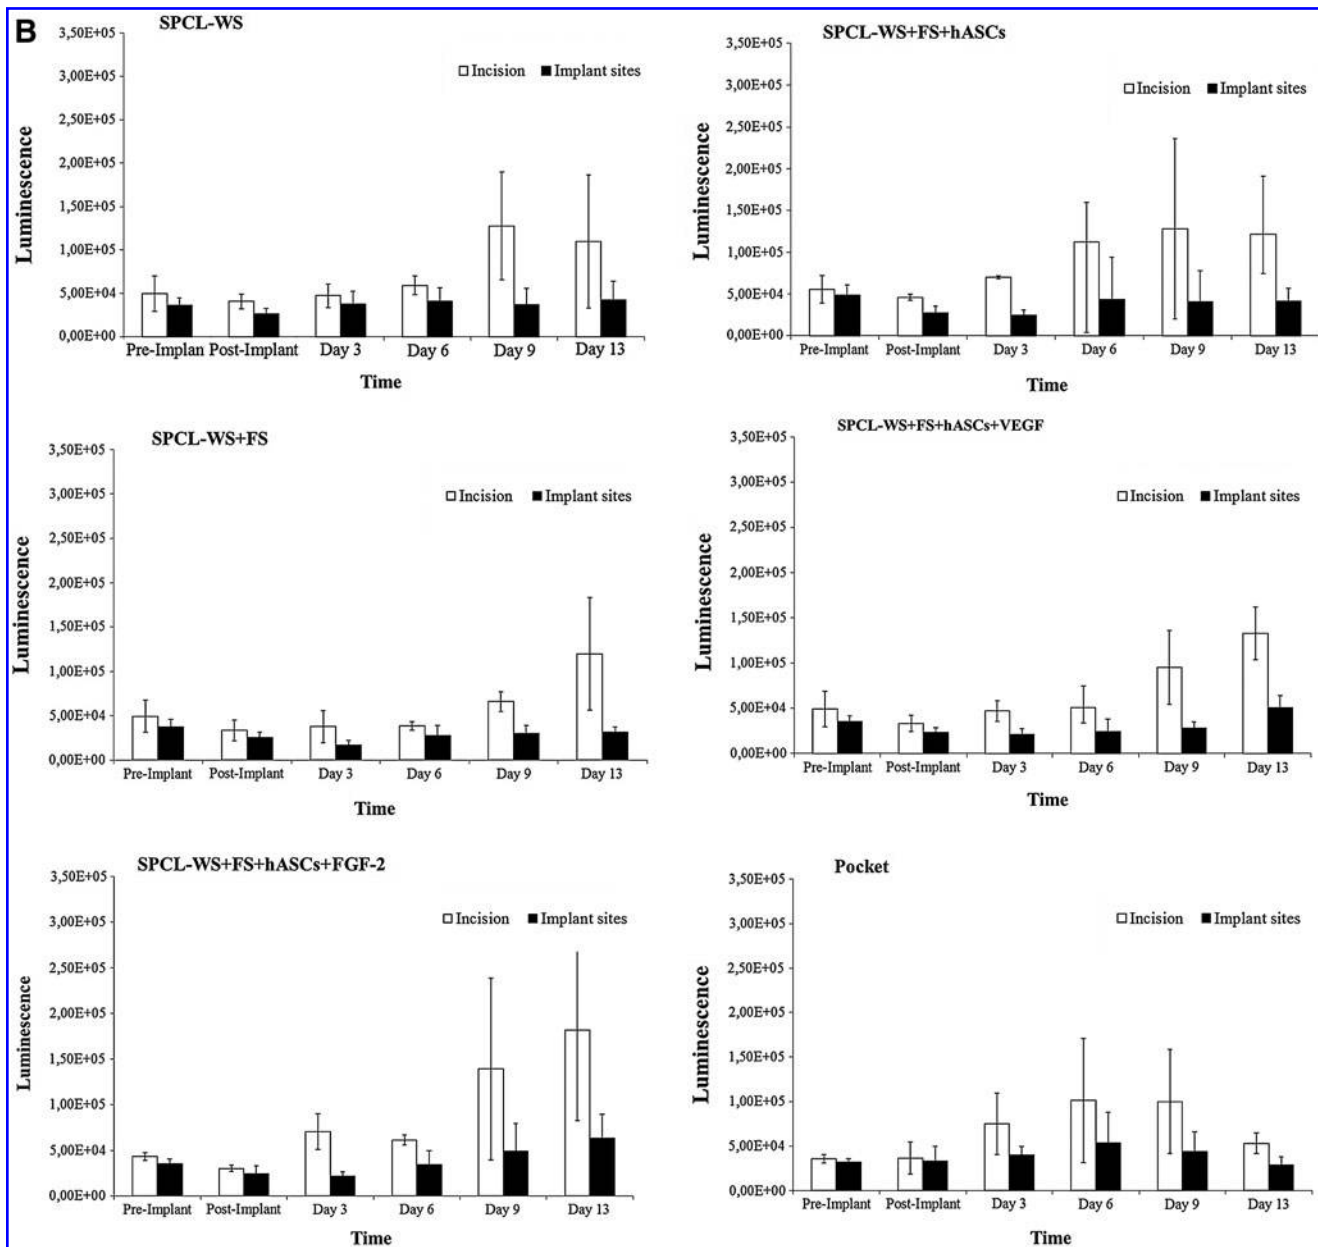 B
SPCL-WS
3,50E+05
3,00E+05
2,50E+05
2,00E+05
1,50E+05
1,00E+05
5,00E+04
0,00E+00
Luminescence
Incision Implant sites
Pre-Implan Post-Implant Day 3 Day 6 Day 9 Day 13
Time
SPCL-WS+FS+hASCs
3,50E+05
3,00E+05
2,50E+05
2,00E+05
1,50E+05
1,00E+05
5,00E+04
0,00E+00
Luminescence
Incision Implant sites
Pre-Implant Post-Implant Day 3 Day 6 Day 9 Day 13
Time
SPCL-WS+FS
3,50E+05
3,00E+05
2,50E+05
2,00E+05
1,50E+05
1,00E+05
5,00E+04
0,00E+00
Luminescence
Incision Implant sites
Pre-Implant Post-Implant Day 3 Day 6 Day 9 Day 13
Time
SPCL-WS+FS+hASCs+VEGF
3,50E+05
3,00E+05
2,50E+05
2,00E+05
1,50E+05
1,00E+05
5,00E+04
0,00E+00
Luminescence
Incision Implant sites
Pre-Implant Post-Implant Day 3 Day 6 Day 9 Day 13
Time
SPCL-WS+FS+hASCs+FGF-2
3,50E+05
3,00E+05
2,50E+05
2,00E+05
1,50E+05
1,00E+05
5,00E+04
0,00E+00
Luminescence
Incision Implant sites
Pre-Implant Post-Implant Day 3 Day 6 Day 9 Day 13
Time
Pocket
3,50E+05
3,00E+05
2,50E+05
2,00E+05
1,50E+05
1,00E+05
5,00E+04
0,00E+00
Luminescence
Incision Implant sites
Pre-Implant Post-Implant Day 3 Day 6 Day 9 Day 13
Time